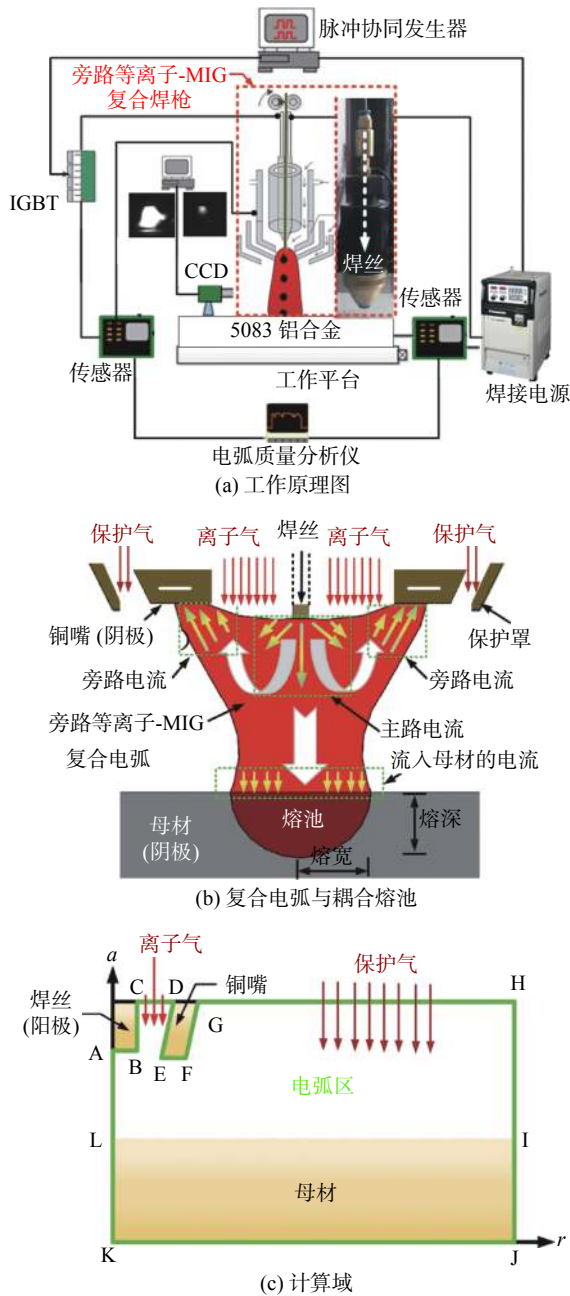 脉冲协同发生器
旁路等离子-MIG
复合焊枪
IGBT
CCD
焊丝
传感器
5083 铝合金
传感器
工作平台
焊接电源
电弧质量分析仪
(a) 工作原理图
保护气
离子气
焊丝
离子气
保护气
铜嘴 (阴极)
保护罩
旁路电流
旁路电流
旁路等离子-MIG
复合电弧
主路电流
流入母材的电流
母材
(阴极)
熔池
熔深
熔宽
(b) 复合电弧与耦合熔池
a
离子气
保护气
H
焊丝
(阳极)
C
D
铜嘴
G
A
B
E
F
电弧区
L
I
母材
K
J
r
(c) 计算域